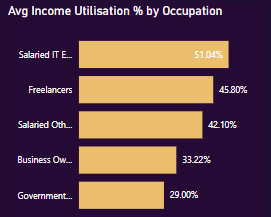 Avg Income Utilisation % by Occupation
Salaried IT E...
51.04%
Freelancers
45.80%
Salaried Oth...
42.10%
Business Ow...
33.22%
Government...
29.00%